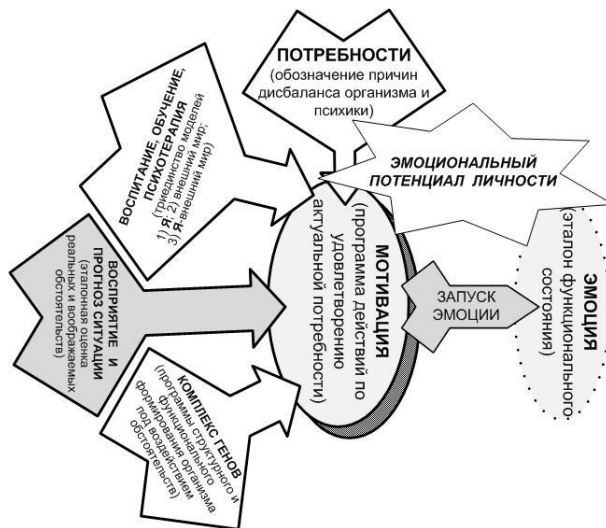 ПОТРЕБНОСТИ
(обозначение причин
дисбаланса организма и
психики)
ВОСПИТАНИЕ, ОБУЧЕНИЕ,
ПСИХОТЕРАПИЯ
(триединство моделей
1) Я; 2) внешний мир;
3) Я-внешний мир)
ЭМОЦИОНАЛЬНЫЙ
ПОТЕНЦИАЛ ЛИЧНОСТИ
ВОСПРИЯТИЕ И
ПРОГНОЗ СИТУАЦИИ
(эталонная оценка
реальных и воображаемых
обстоятельств)
МОТИВАЦИЯ
(программа действий по
удовлетворению
актуальной потребности)
ЗАПУСК
ЭМОЦИИ
ЭМОЦИЯ
(эталон функционального
состояния)
КОМПЛЕКС ГЕНОВ
(программы структурного и
функционального
формирования организма
под воздействием
обстоятельств)